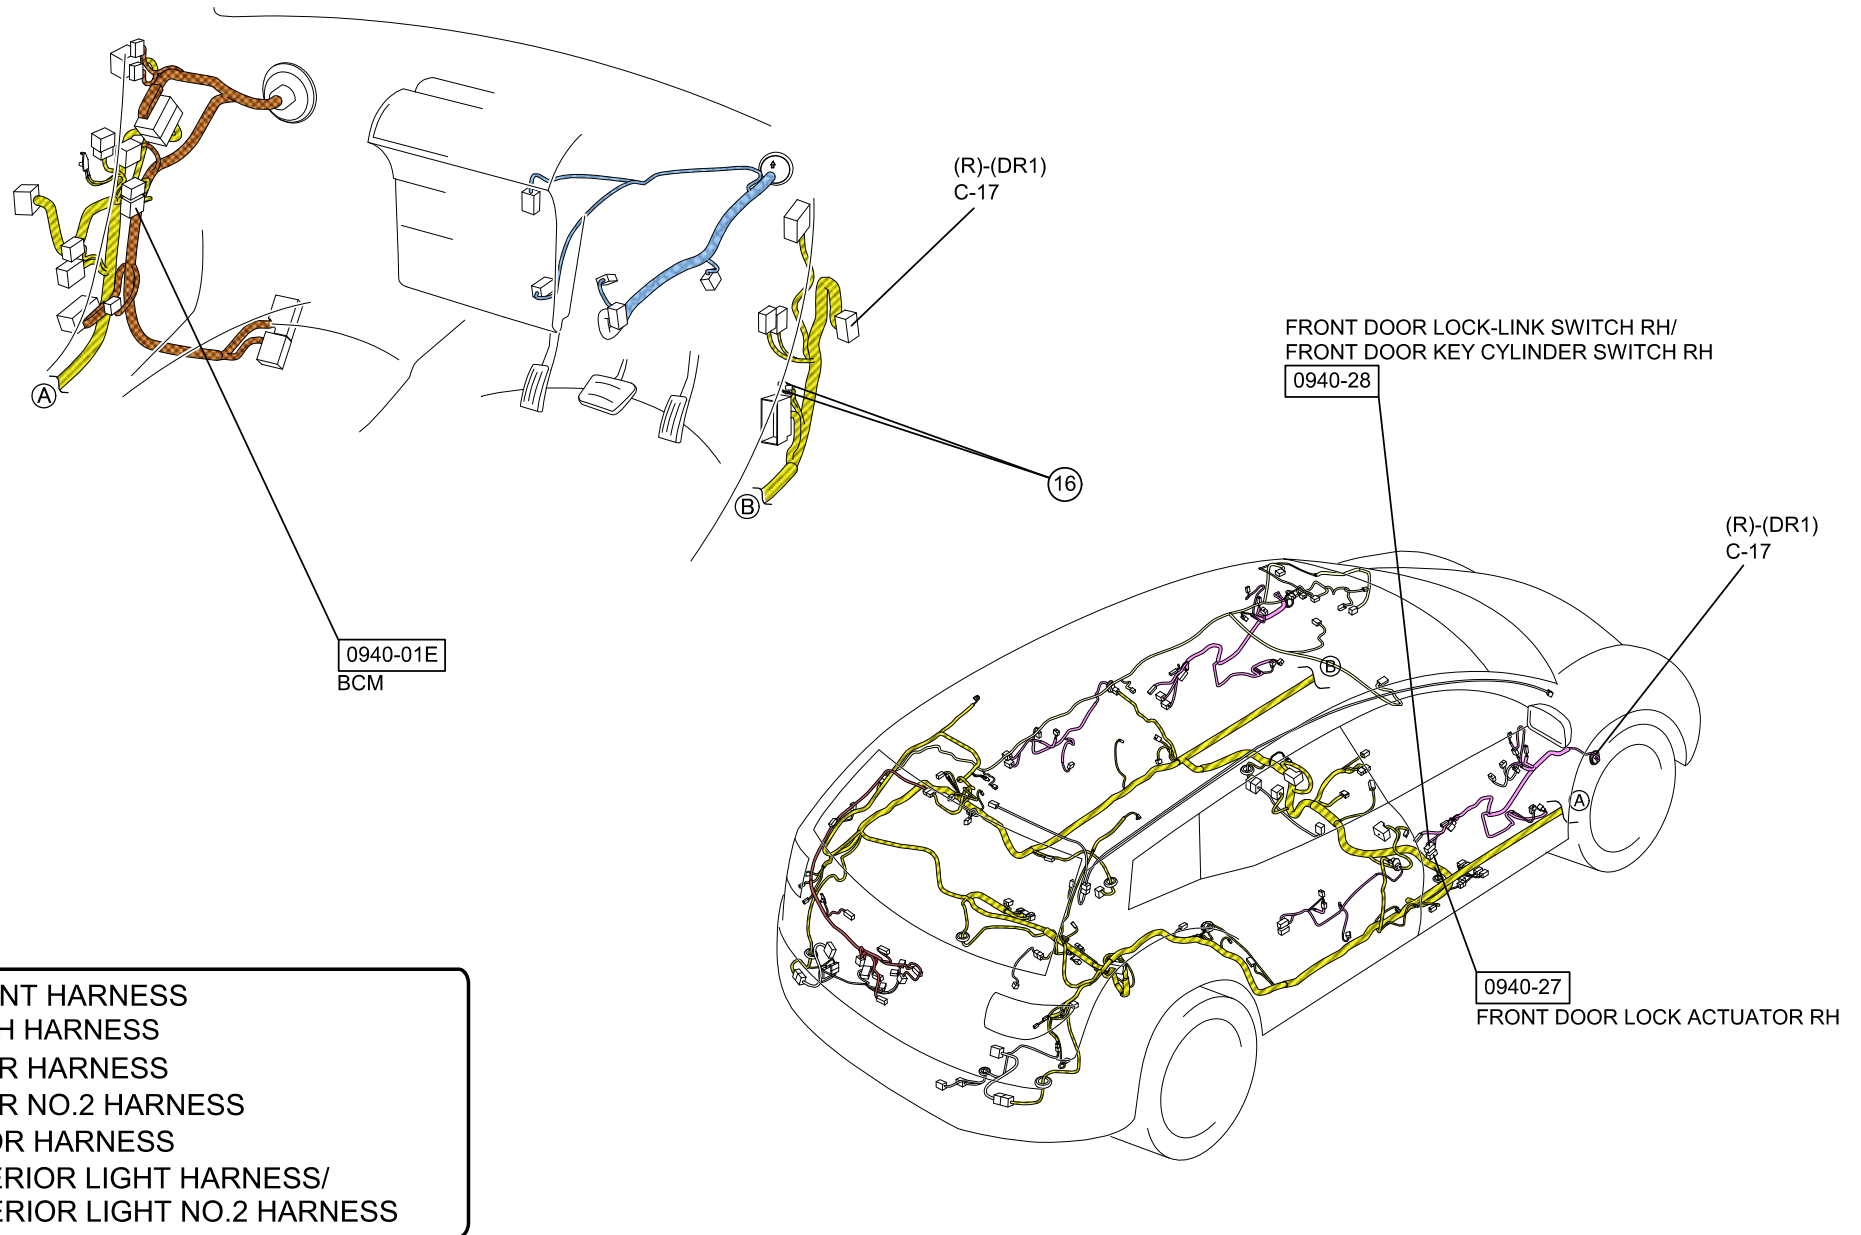 (R)-(DR1)
C-17
FRONT DOOR LOCK-LINK SWITCH RH/
FRONT DOOR KEY CYLINDER SWITCH RH
0940-28
A
16
B
(R)-(DR1)
C-17
0940-01E
BCM
B
A
0940-27
FRONT DOOR LOCK ACTUATOR RH
NT HARNESS
H HARNESS
R HARNESS
R NO.2 HARNESS
OR HARNESS
ERIOR LIGHT HARNESS/
ERIOR LIGHT NO.2 HARNESS